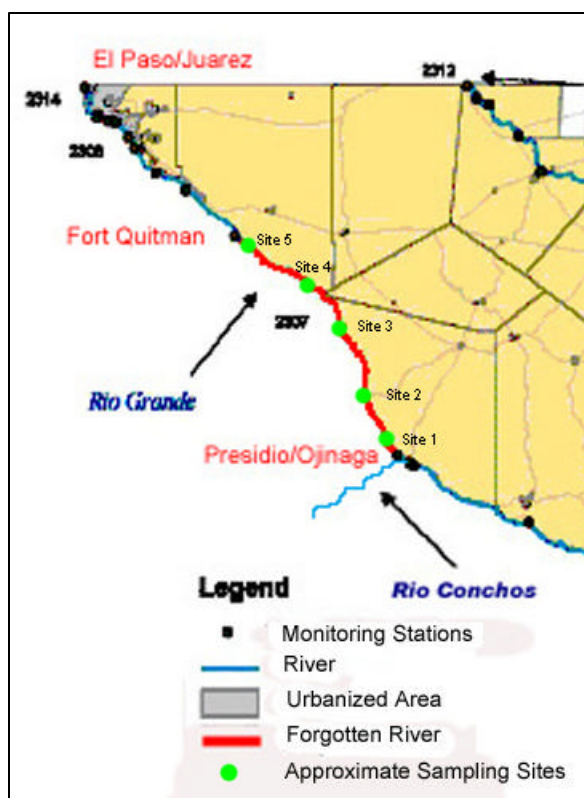 El Paso/Juarez
2312
2314
2308
Fort Quitman
Site 5
Site 4
2307
Site 3
Rio Grande
Site 2
Site 1
Presidio/Ojinaga
Rio Conchos
Legend
Monitoring Stations
River
Urbanized Area
Forgotten River
Approximate Sampling Sites